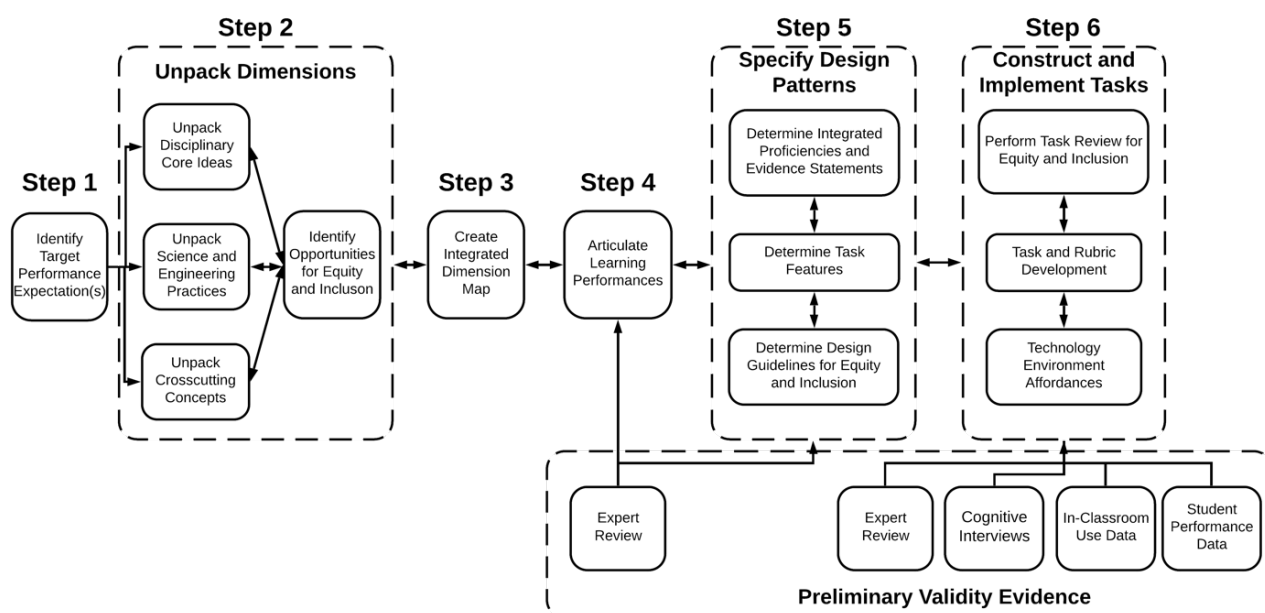 Step 1
Identify
Target
Performance
Expectation(s)
Step 2
Unpack Dimensions
Unpack
Disciplinary
Core Ideas
Unpack
Science and
Engineering
Practices
Unpack
Crosscutting
Concepts
Identify
Opportunities
for Equity
and Incluson
Step 3
Create
Integrated
Dimension
Map
Step 4
Articulate
Learning
Performances
Step 5
Specify Design
Patterns
Determine Integrated
Proficiencies and
Evidence Statements
Determine Task
Features
Determine Design
Guidelines for Equity
and Inclusion
Step 6
Construct and
Implement Tasks
Perform Task Review for
Equity and Inclusion
Task and Rubric
Development
Technology
Environment
Affordances
Expert
Review
Expert
Review
Cognitive
Interviews
In-Classroom
Use Data
Student
Performance
Data
Preliminary Validity Evidence